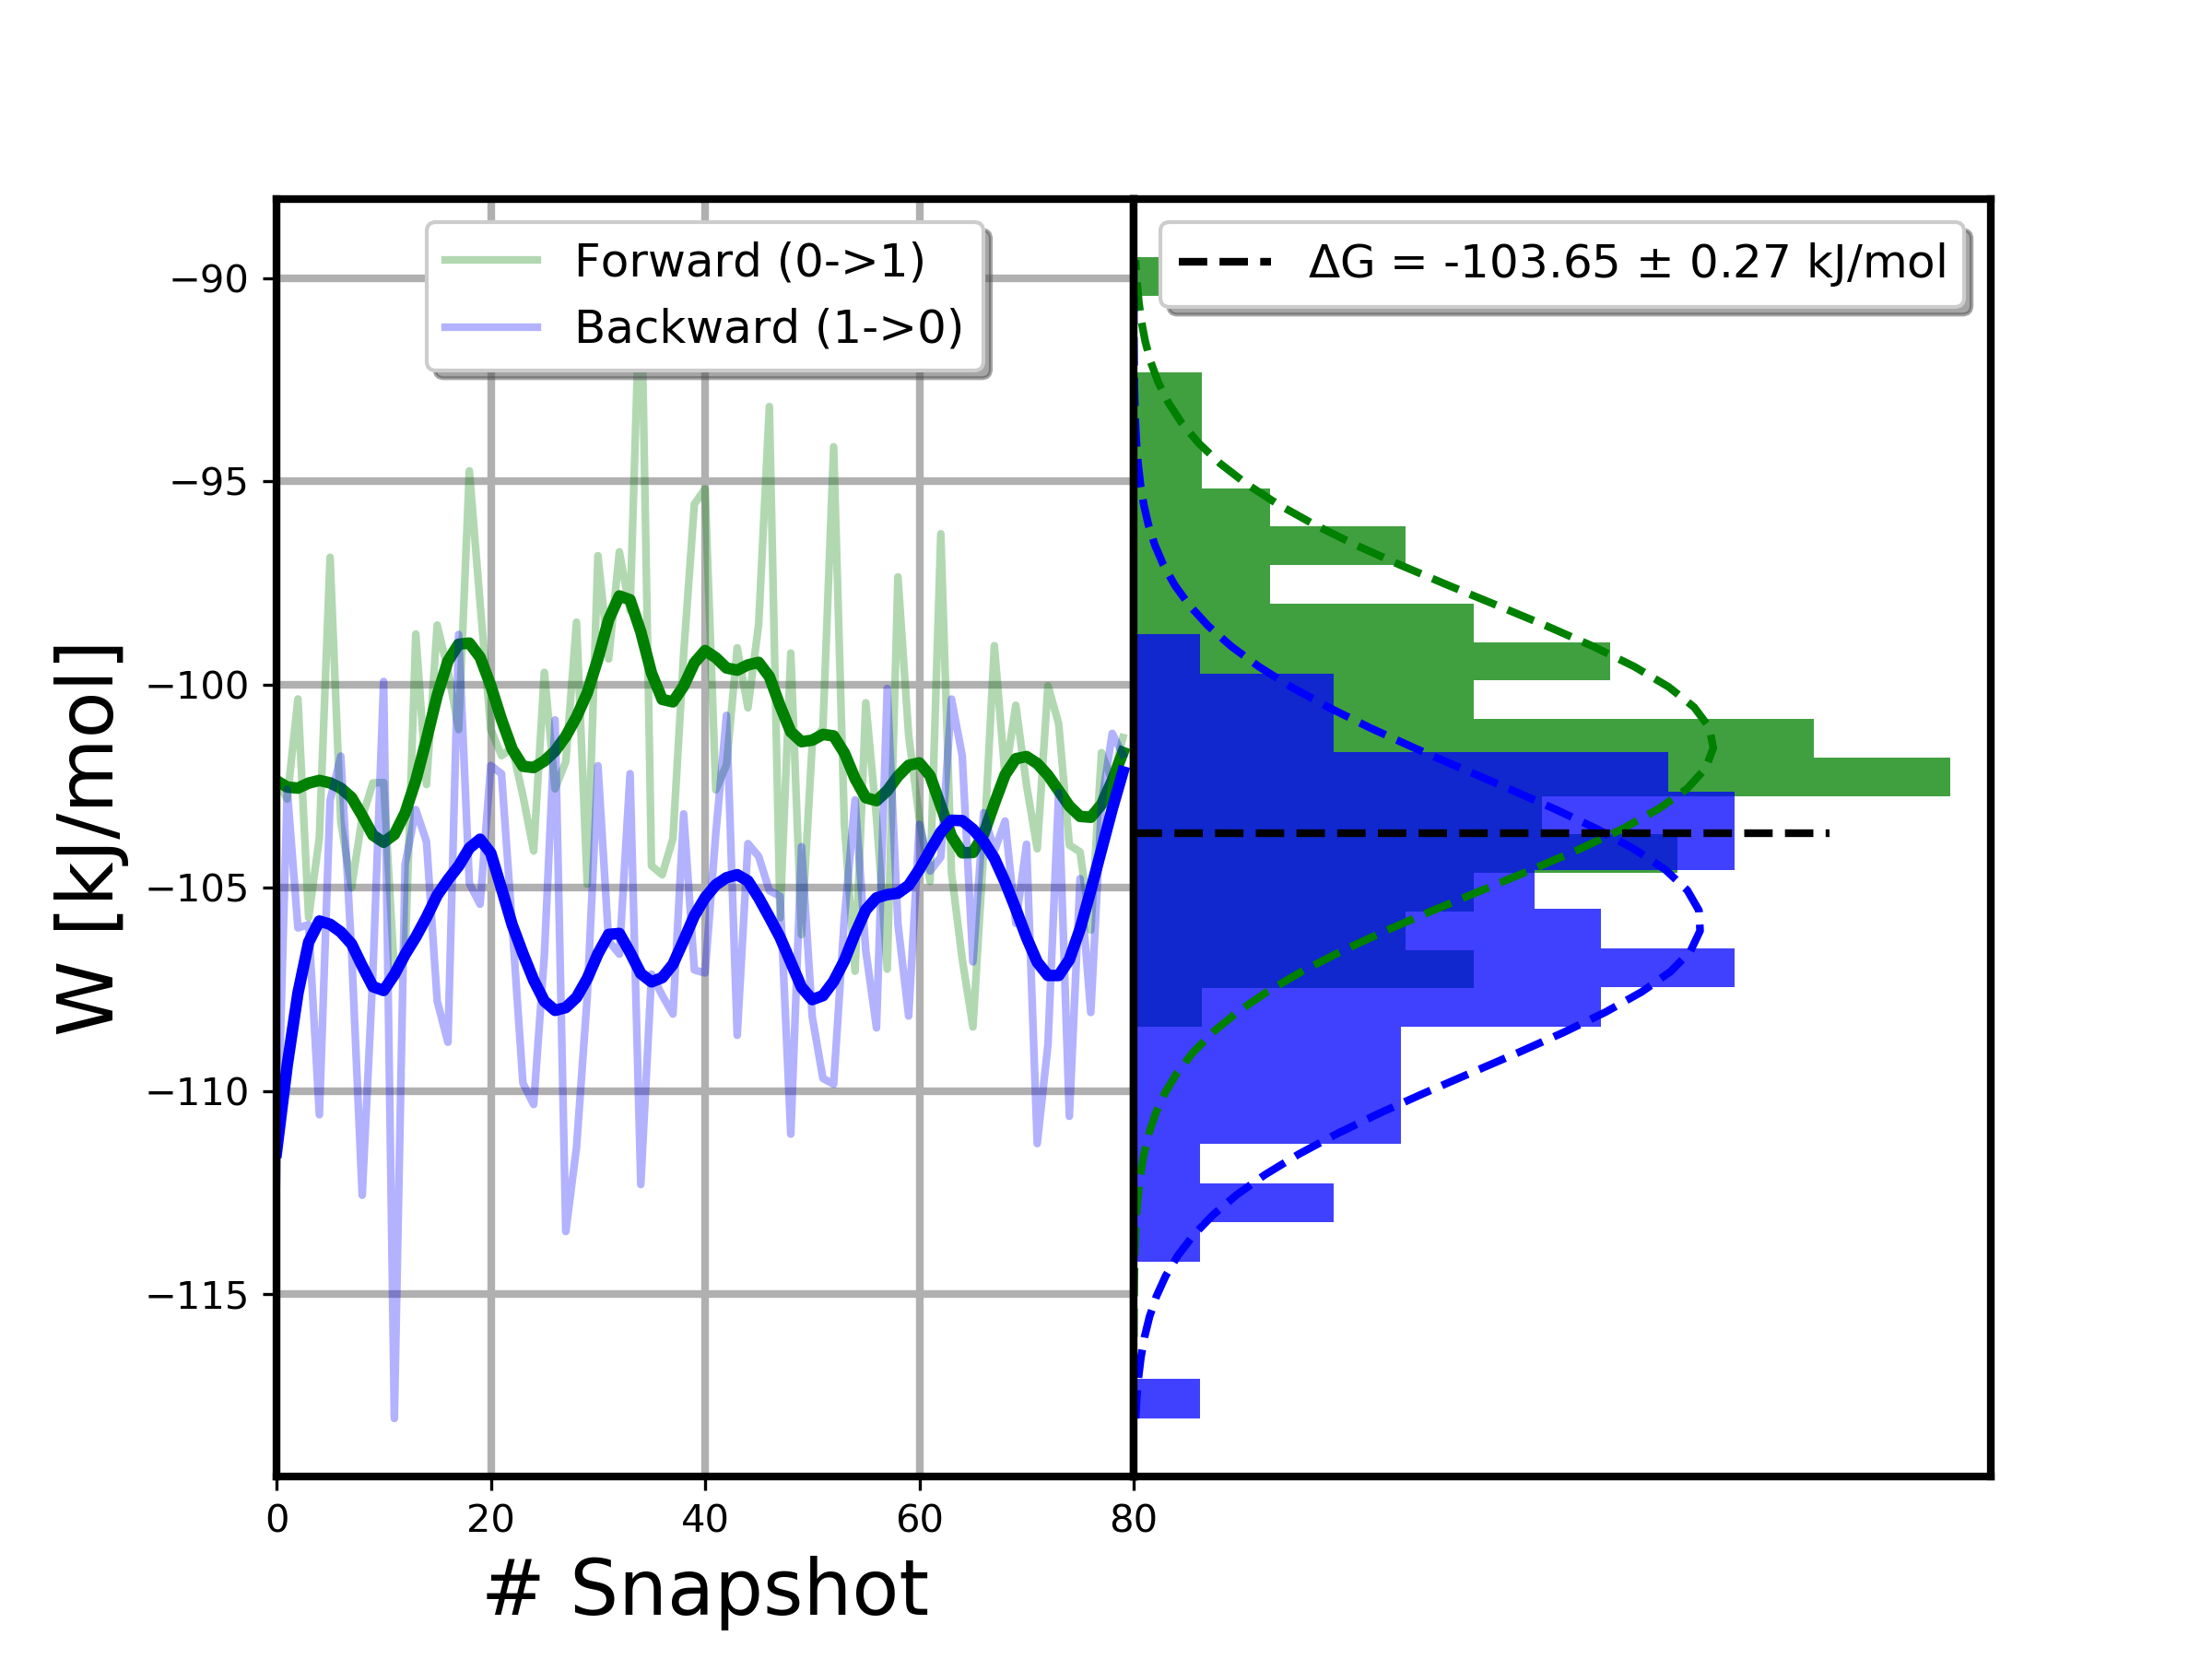 Forward (0->1)
Backward (1->0)
ΔG = -103.65 ± 0.27 kJ/mol
W [kJ/mol]
−90
−95
−100
−105
−110
−115
0 20 40 60 80
# Snapshot